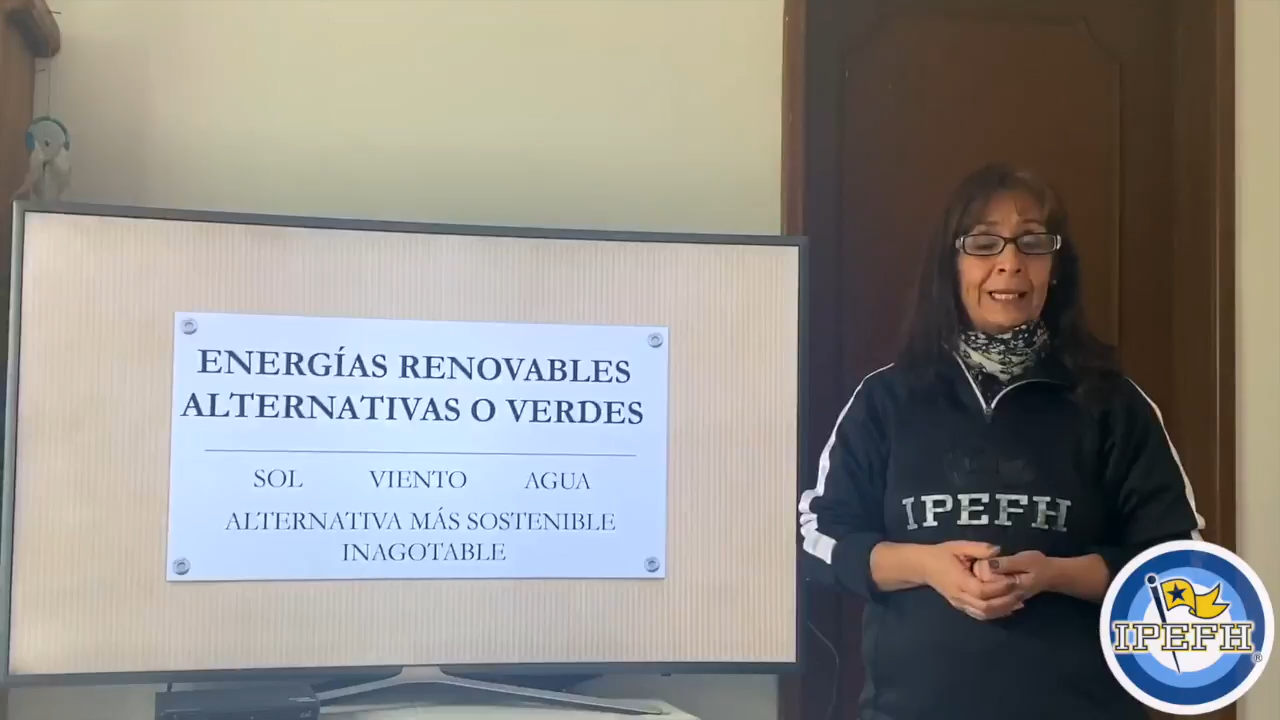 ENERGÍAS RENOVABLES
ALTERNATIVAS O VERDES
SOL VIENTO AGUA
ALTERNATIVA MÁS SOSTENIBLE
INAGOTABLE
IPEFH
IPEFH®